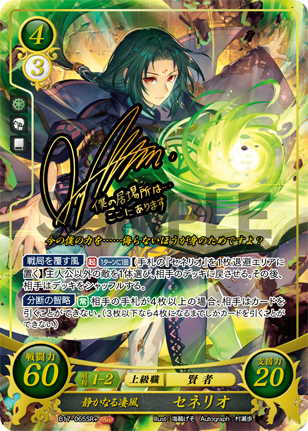 4
3
僕の居場所は…
ここにあります
今の僕の力を……侮らないほうが身のためですよ？
戦局を覆す風 起 1ターンに1回 【手札の「セネリオ」を1枚退避エリアに
置く】主人公以外の敵を1体選び、相手のデッキに戻させる。その後、
相手はデッキをシャッフルする。
分断の智略 常 相手の手札が4枚以上の場合、相手はカードを
引くことができない。（3枚以下なら4枚になるまでしかカードを引くことが
できない）
戦闘力
60
射程 1-2 上級職 賢者
支援力
20
静かなる凄風 セネリオ
B17-065SR+
Illust：海鵜げそ Autograph：村瀬歩